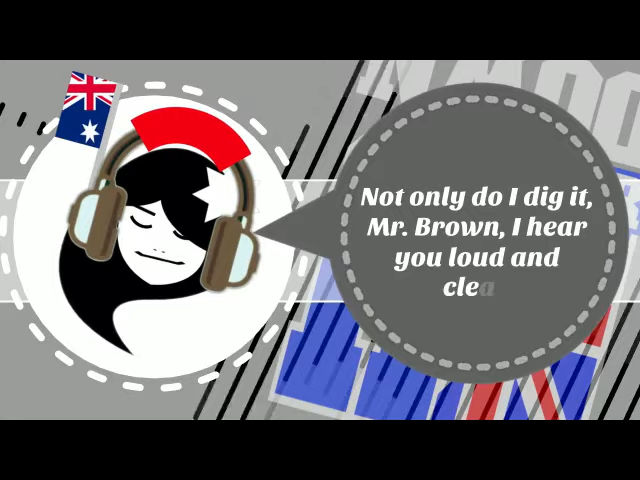 Not only do I dig it,
Mr. Brown, I hear
you loud and
clea